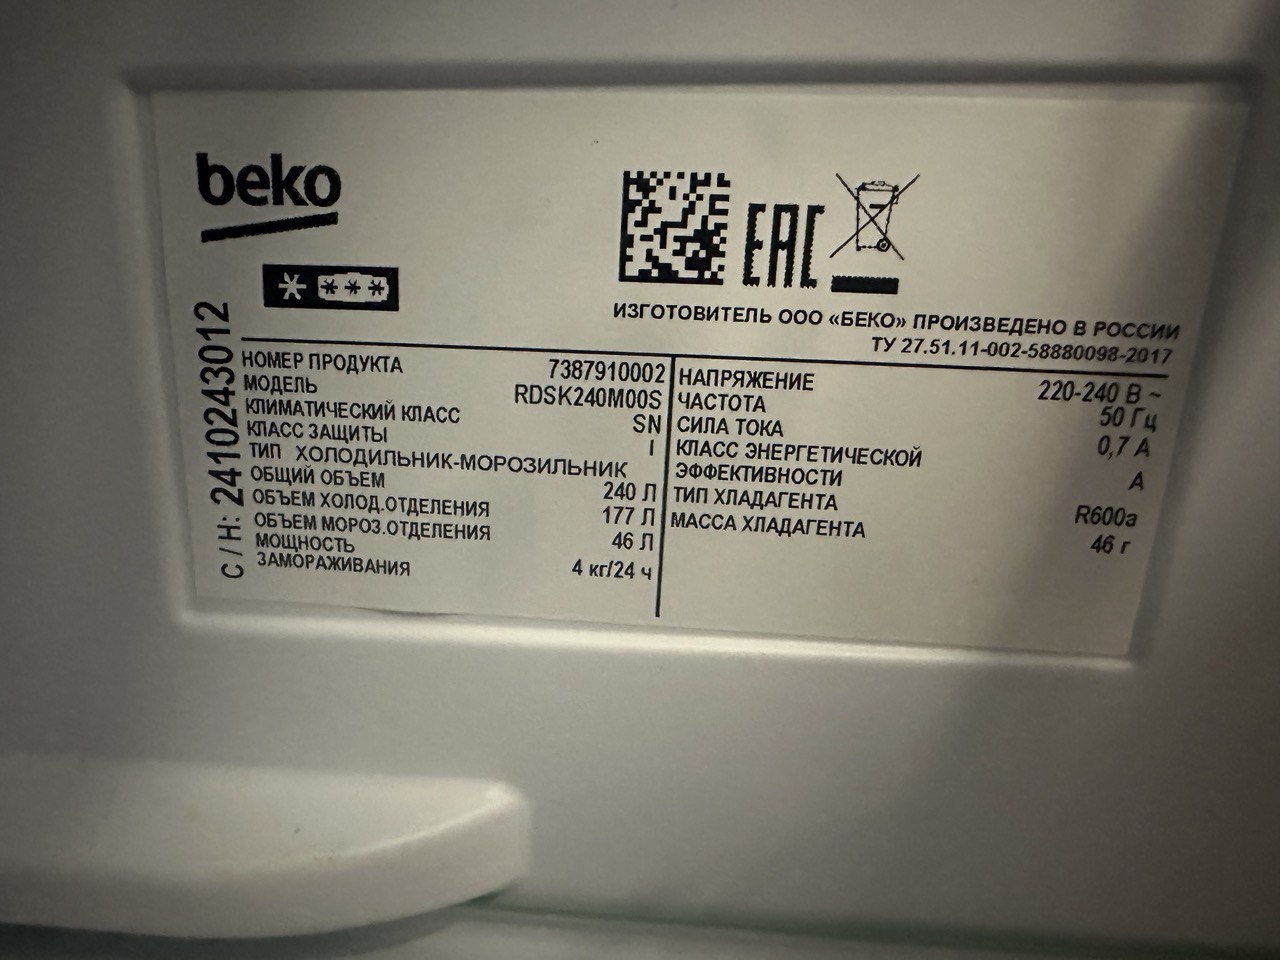 beko
EAC
ИЗГОТОВИТЕЛЬ ООО «БЕКО» ПРОИЗВЕДЕНО В РОССИИ
ТУ 27.51.11-002-58880098-2017
С / Н: 2410243012
НОМЕР ПРОДУКТА 7387910002
МОДЕЛЬ RDSK240M00S
КЛИМАТИЧЕСКИЙ КЛАСС SN
КЛАСС ЗАЩИТЫ I
ТИП ХОЛОДИЛЬНИК-МОРОЗИЛЬНИК
ОБЩИЙ ОБЪЕМ 240 Л
ОБЪЕМ ХОЛОД.ОТДЕЛЕНИЯ 177 Л
ОБЪЕМ МОРОЗ.ОТДЕЛЕНИЯ 46 Л
МОЩНОСТЬ
ЗАМОРАЖИВАНИЯ 4 кг/24 ч
НАПРЯЖЕНИЕ 220-240 В ~
ЧАСТОТА 50 Гц
СИЛА ТОКА 0,7 А
КЛАСС ЭНЕРГЕТИЧЕСКОЙ
ЭФФЕКТИВНОСТИ А
ТИП ХЛАДАГЕНТА R600a
МАССА ХЛАДАГЕНТА 46 г